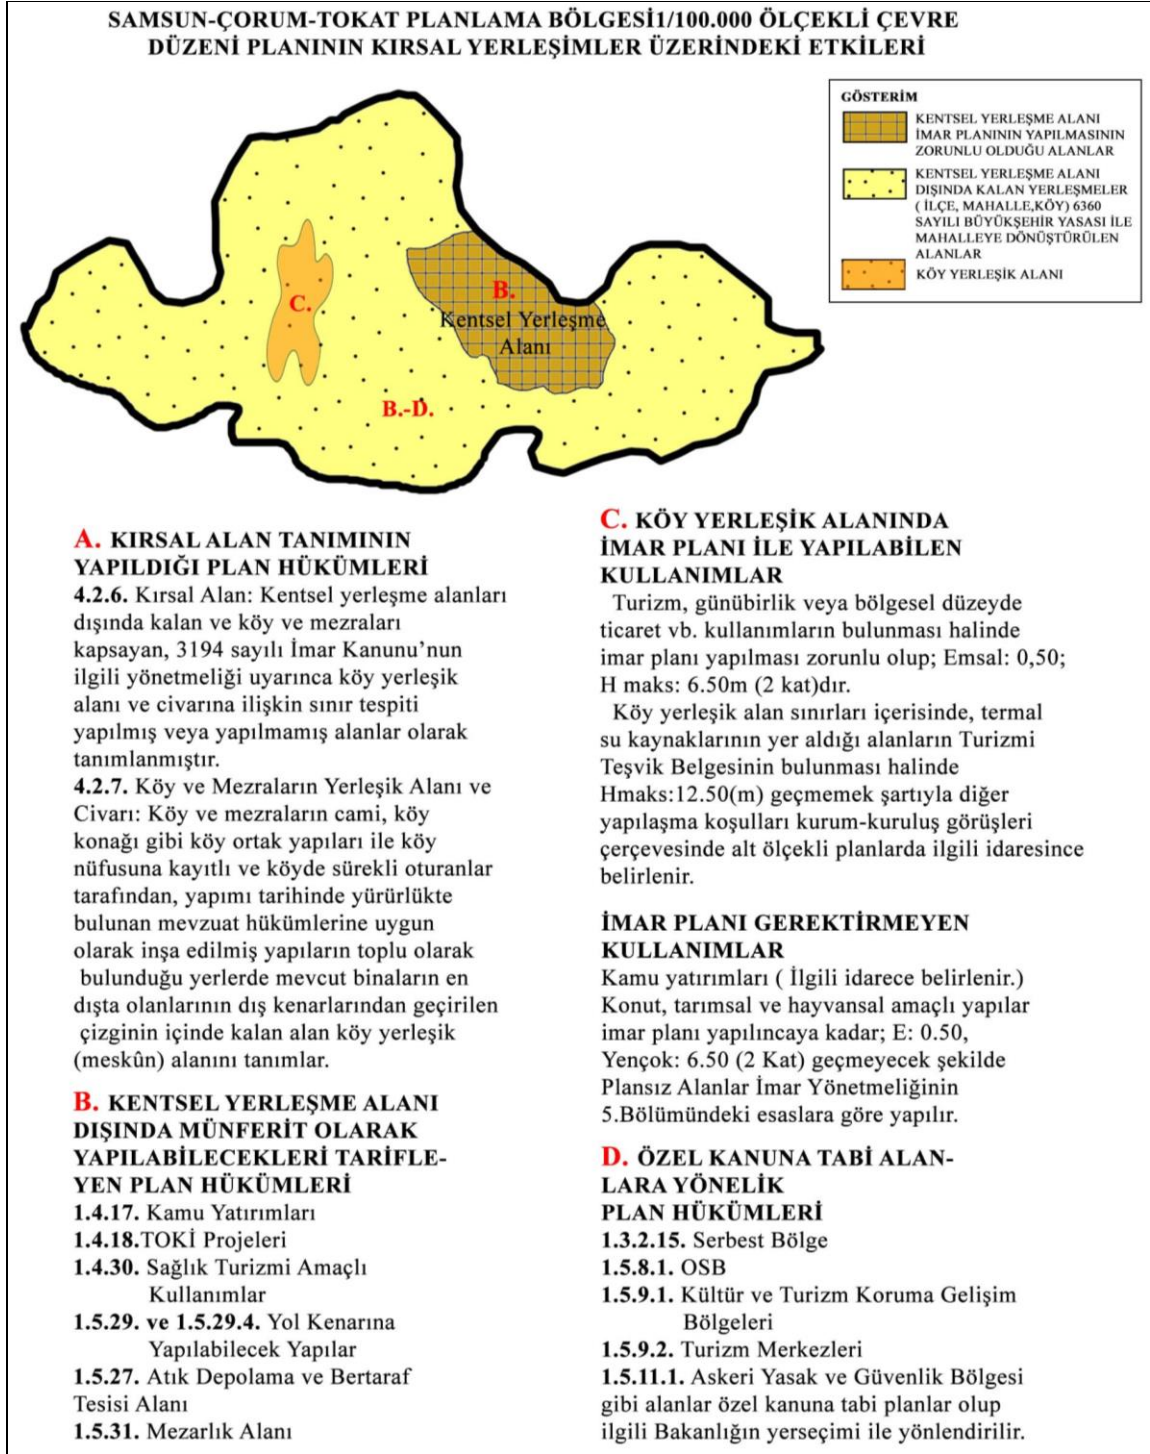 SAMSUN-ÇORUM-TOKAT PLANLAMA BÖLGESİ1/100.000 ÖLÇEKLİ ÇEVRE
DÜZENİ PLANININ KIRSAL YERLEŞİMLER ÜZERİNDEKİ ETKİLERİ
GÖSTERİM
KENTSEL YERLEŞME ALANI
İMAR PLANININ YAPILMASININ
ZORUNLU OLDUĞU ALANLAR
KENTSEL YERLEŞME ALANI
DIŞINDA KALAN YERLEŞMELER
( İLÇE, MAHALLE,KÖY) 6360
SAYILI BÜYÜKŞEHİR YASASI İLE
MAHALLEYE DÖNÜŞTÜRÜLEN
ALANLAR
KÖY YERLEŞİK ALANI
C.
B.
Kentsel Yerleşme
Alanı
B.-D.
A. KIRSAL ALAN TANIMININ
YAPILDIĞI PLAN HÜKÜMLERİ
4.2.6. Kırsal Alan: Kentsel yerleşme alanları
dışında kalan ve köy ve mezraları
kapsayan, 3194 sayılı İmar Kanunu’nun
ilgili yönetmeliği uyarınca köy yerleşik
alanı ve civarına ilişkin sınır tespiti
yapılmış veya yapılmamış alanlar olarak
tanımlanmıştır.
4.2.7. Köy ve Mezraların Yerleşik Alanı ve
Civarı: Köy ve mezraların cami, köy
konağı gibi köy ortak yapıları ile köy
nüfusuna kayıtlı ve köyde sürekli oturanlar
tarafından, yapımı tarihinde yürürlükte
bulunan mevzuat hükümlerine uygun
olarak inşa edilmiş yapıların toplu olarak
bulunduğu yerlerde mevcut binaların en
dışta olanlarının dış kenarlarından geçirilen
çizginin içinde kalan alan köy yerleşik
(meskûn) alanını tanımlar.
B. KENTSEL YERLEŞME ALANI
DIŞINDA MÜNFERİT OLARAK
YAPILABİLECEKLERİ TARİFLE-
YEN PLAN HÜKÜMLERİ
1.4.17. Kamu Yatırımları
1.4.18.TOKİ Projeleri
1.4.30. Sağlık Turizmi Amaçlı
Kullanımlar
1.5.29. ve 1.5.29.4. Yol Kenarına
Yapılabilecek Yapılar
1.5.27. Atık Depolama ve Bertaraf
Tesisi Alanı
1.5.31. Mezarlık Alanı
C. KÖY YERLEŞİK ALANINDA
İMAR PLANI İLE YAPILABİLEN
KULLANIMLAR
Turizm, günübirlik veya bölgesel düzeyde
ticaret vb. kullanımların bulunması halinde
imar planı yapılması zorunlu olup; Emsal: 0,50;
H maks: 6.50m (2 kat)dır.
Köy yerleşik alan sınırları içerisinde, termal
su kaynaklarının yer aldığı alanların Turizmi
Teşvik Belgesinin bulunması halinde
Hmaks:12.50(m) geçmemek şartıyla diğer
yapılaşma koşulları kurum-kuruluş görüşleri
çerçevesinde alt ölçekli planlarda ilgili idaresince
belirlenir.
İMAR PLANI GEREKTİRMEYEN
KULLANIMLAR
Kamu yatırımları ( İlgili idarece belirlenir.)
Konut, tarımsal ve hayvansal amaçlı yapılar
imar planı yapılıncaya kadar; E: 0.50,
Yençok: 6.50 (2 Kat) geçmeyecek şekilde
Plansız Alanlar İmar Yönetmeliğinin
5.Bölümündeki esaslara göre yapılır.
D. ÖZEL KANUNA TABİ ALAN-
LARA YÖNELİK
PLAN HÜKÜMLERİ
1.3.2.15. Serbest Bölge
1.5.8.1. OSB
1.5.9.1. Kültür ve Turizm Koruma Gelişim
Bölgeleri
1.5.9.2. Turizm Merkezleri
1.5.11.1. Askeri Yasak ve Güvenlik Bölgesi
gibi alanlar özel kanuna tabi planlar olup
ilgili Bakanlığın yerseçimi ile yönlendirilir.